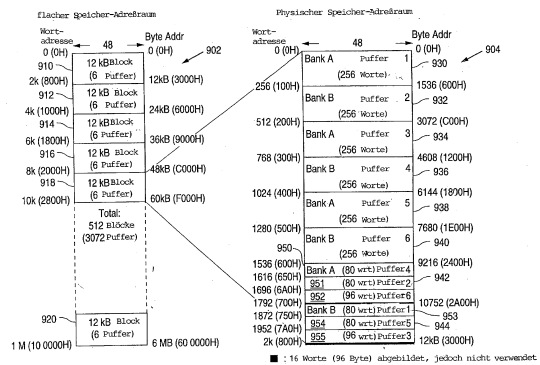 flacher Speicher-Adreßraum
Wort-
adresse
48
Byte Addr
0 (0H)
0 (0H)
902
910
12 kB Block
(6 Puffer)
2k (800H)
12kB (3000H)
912
12 kB Block
(6 Puffer)
4k (1000H)
24kB (6000H)
914
12 kB Block
(6 Puffer)
6k (1800H)
36kB (9000H)
916
12 kB Block
(6 Puffer)
8k (2000H)
48kB (C000H)
918
12 kB Block
(6 Puffer)
10k (2800H)
60kB (F000H)
Total:
512 Blöcke
(3072 Puffer)
920
12 kB Block
(6 Puffer)
1 M (10 0000H)
6 MB (60 0000H)
Physischer Speicher-Adreßraum
Wort-
adresse
48
Byte Addr
0 (0H)
0 (0H)
904
Bank A Puffer 1
(256 Worte)
930
256 (100H)
1536 (600H)
Bank B Puffer 2
(256 Worte)
932
512 (200H)
3072 (C00H)
Bank A Puffer 3
(256 Worte)
934
768 (300H)
4608 (1200H)
Bank B Puffer 4
(256 Worte)
936
1024 (400H)
6144 (1800H)
Bank A Puffer 5
(256 Worte)
938
1280 (500H)
7680 (1E00H)
Bank B Puffer 6
(256 Worte)
940
950
1536 (600H)
9216 (2400H)
Bank A (80 wrt) Puffer 4
942
1616 (650H)
951 (80 wrt) Puffer 2
1696 (6A0H)
952 (96 wrt) Puffer 6
1792 (700H)
10752 (2A00H)
Bank B (80 wrt) Puffer 1
953
1872 (750H)
954 (80 wrt) Puffer 5
944
1952 (7A0H)
955 (96 wrt) Puffer 3
2k (800H)
12kB (3000H)
: 16 Worte (96 Byte) abgebildet, jedoch nicht verwendet